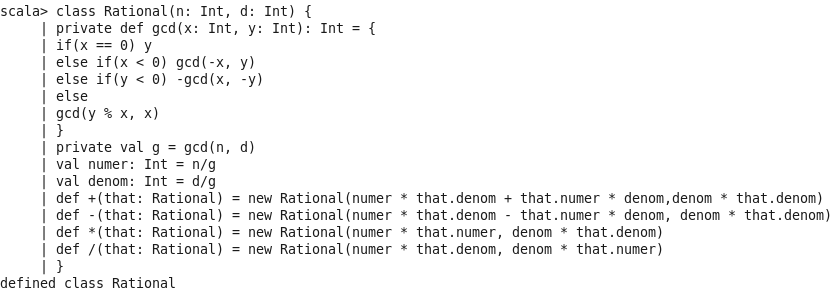 scala> class Rational(n: Int, d: Int) {
| private def gcd(x: Int, y: Int): Int = {
| if(x == 0) y
| else if(x < 0) gcd(-x, y)
| else if(y < 0) -gcd(x, -y)
| else
| gcd(y % x, x)
| }
| private val g = gcd(n, d)
| val numer: Int = n/g
| val denom: Int = d/g
| def +(that: Rational) = new Rational(numer * that.denom + that.numer * denom,denom * that.denom)
| def -(that: Rational) = new Rational(numer * that.denom - that.numer * denom, denom * that.denom)
| def *(that: Rational) = new Rational(numer * that.numer, denom * that.denom)
| def /(that: Rational) = new Rational(numer * that.denom, denom * that.numer)
| }
defined class Rational